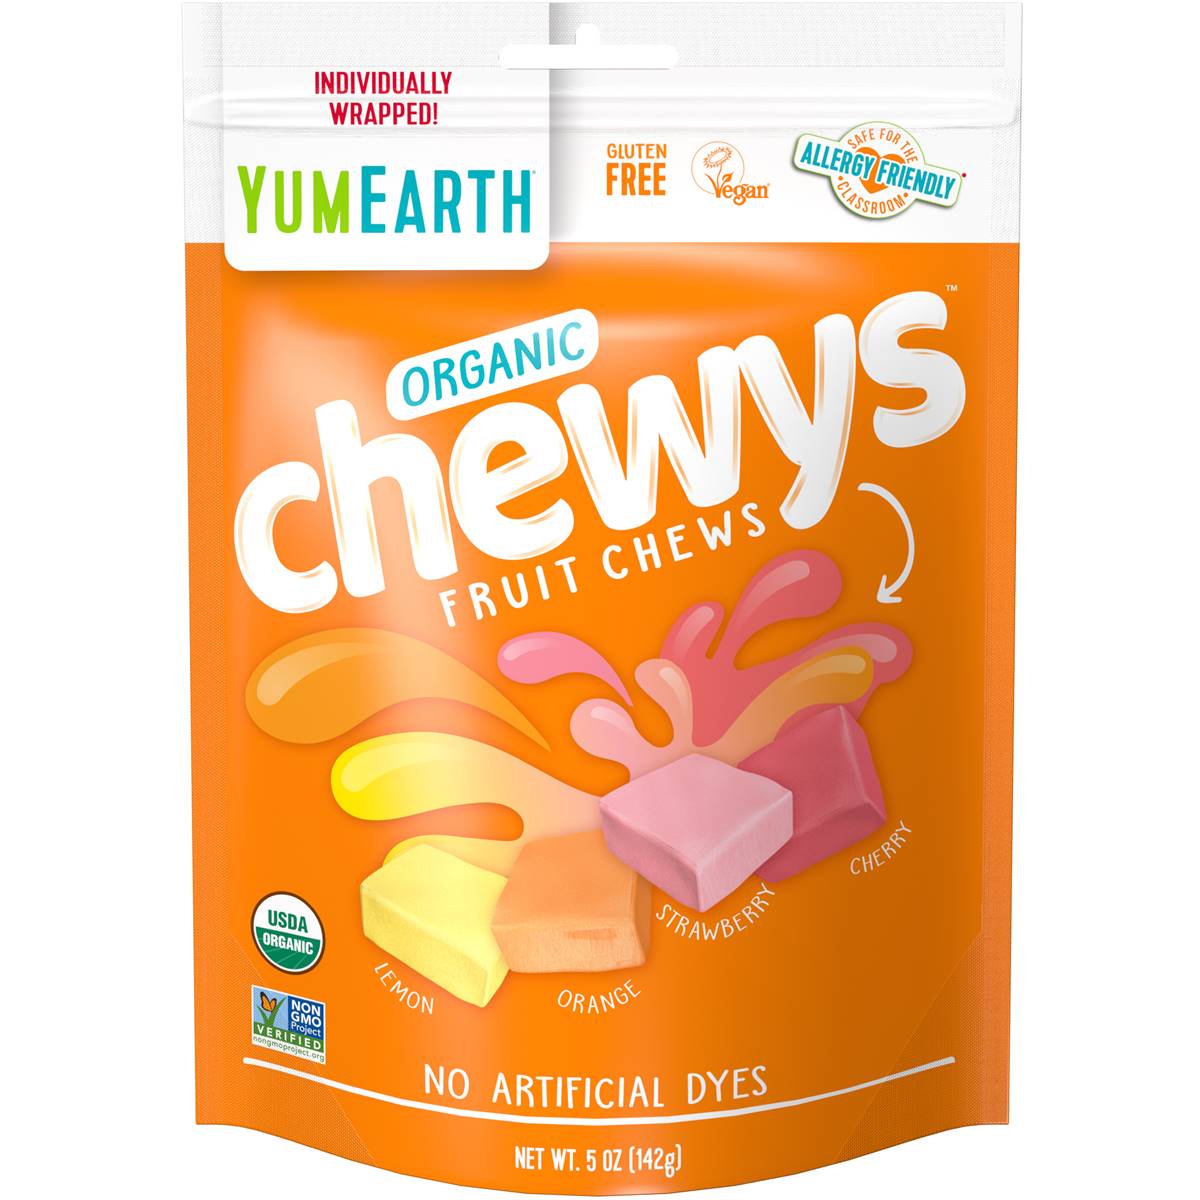 INDIVIDUALLY
WRAPPED!
YUMEARTH®
GLUTEN
FREE
Vegan
SAFE FOR THE
ALLERGY FRIENDLY
CLASSROOM
ORGANIC
chewys™
FRUIT CHEWS
CHERRY
STRAWBERRY
LEMON
ORANGE
USDA
ORGANIC
NON
GMO
Project
VERIFIED
nongmoproject.org
NO ARTIFICIAL DYES
NET WT. 5 OZ (142g)